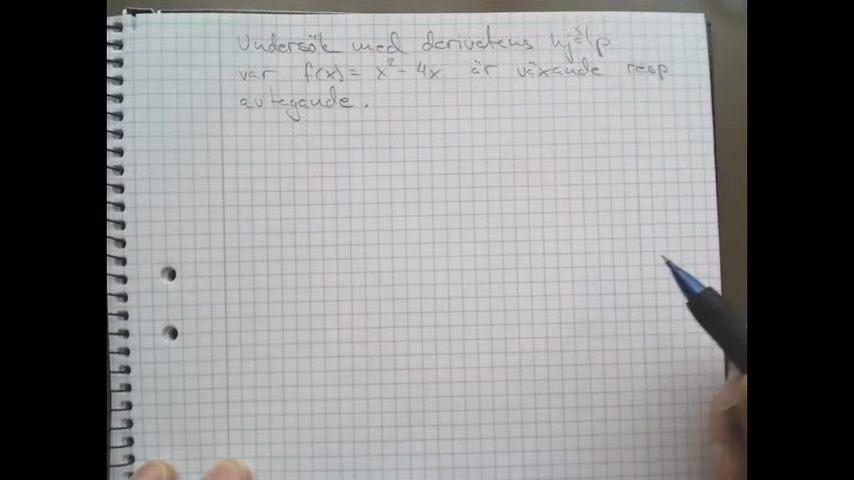 Undersök med derivatans hjälp
var f(x) = x² - 4x är växande resp
avtagande.